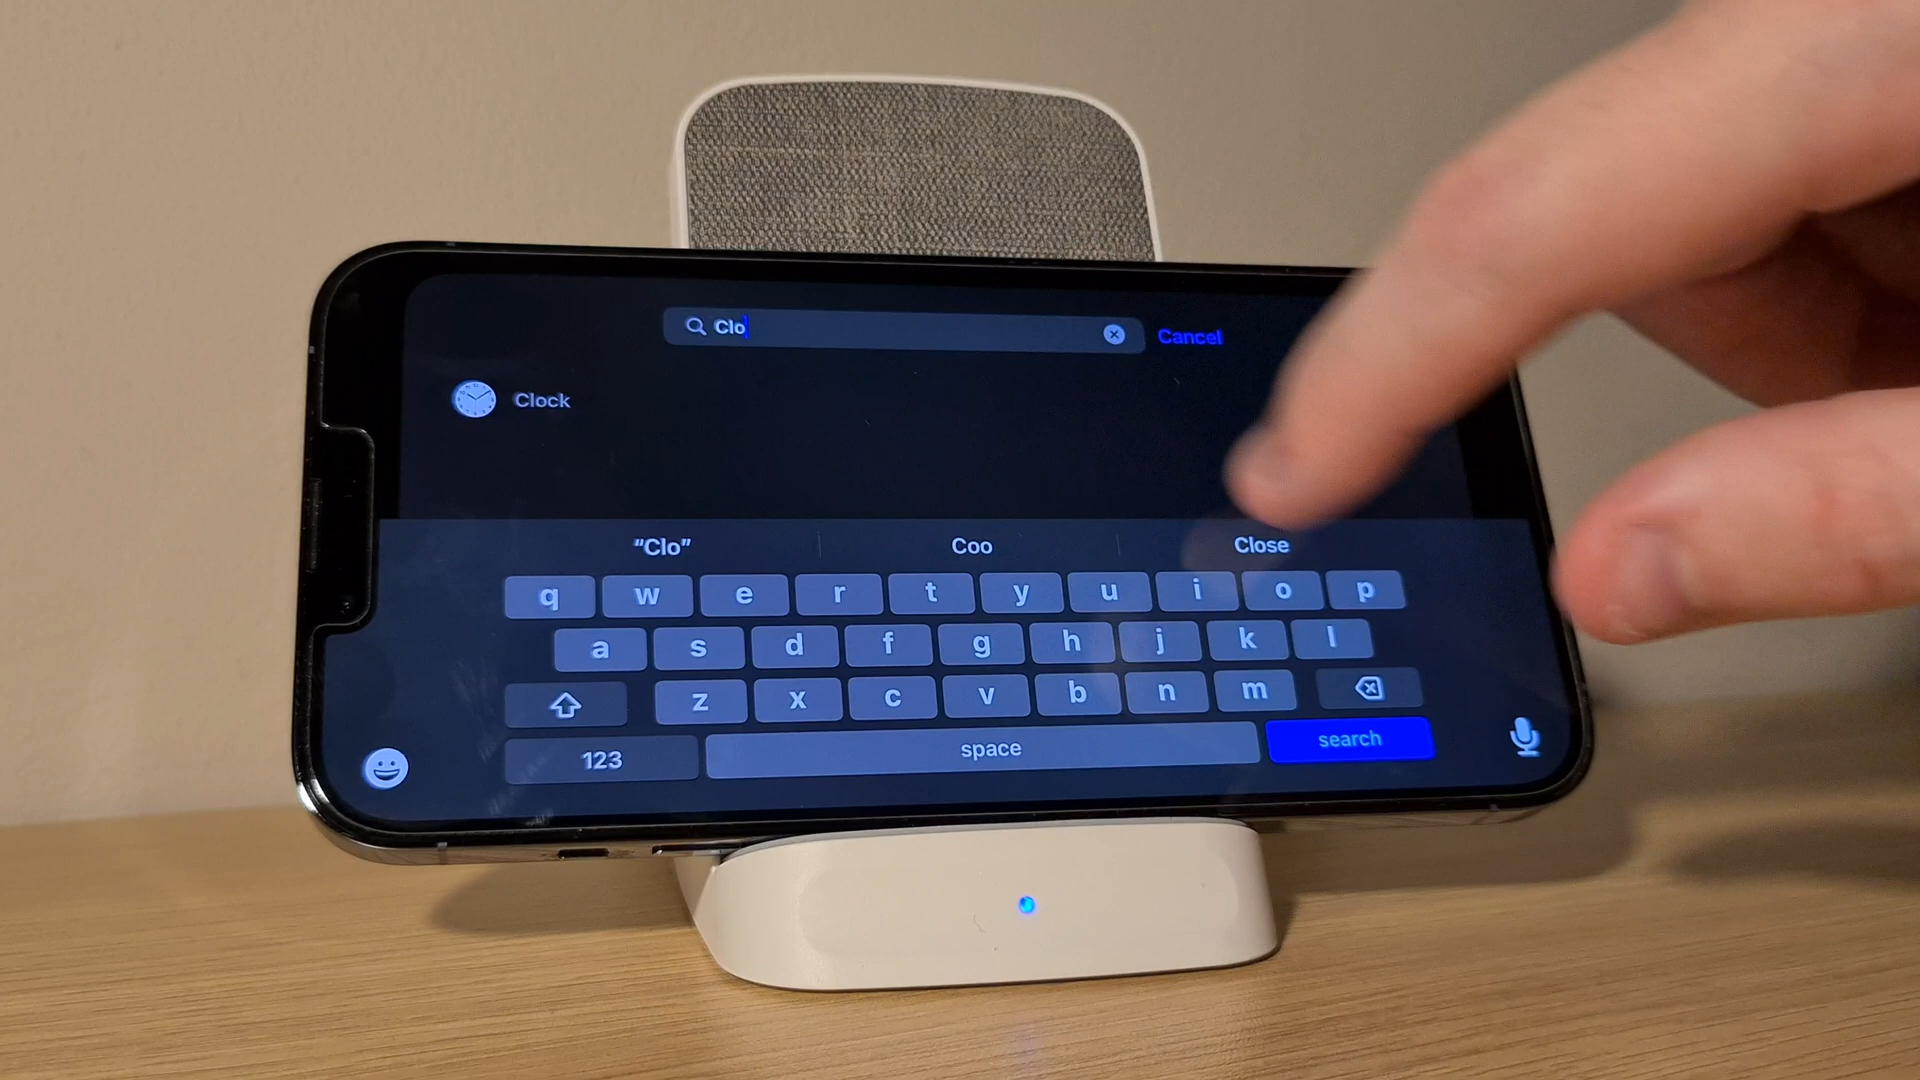 Clo Cancel
Clock
"Clo" Coo Close
q w e r t y u i o p
a s d f g h j k l
z x c v b n m
123 space search